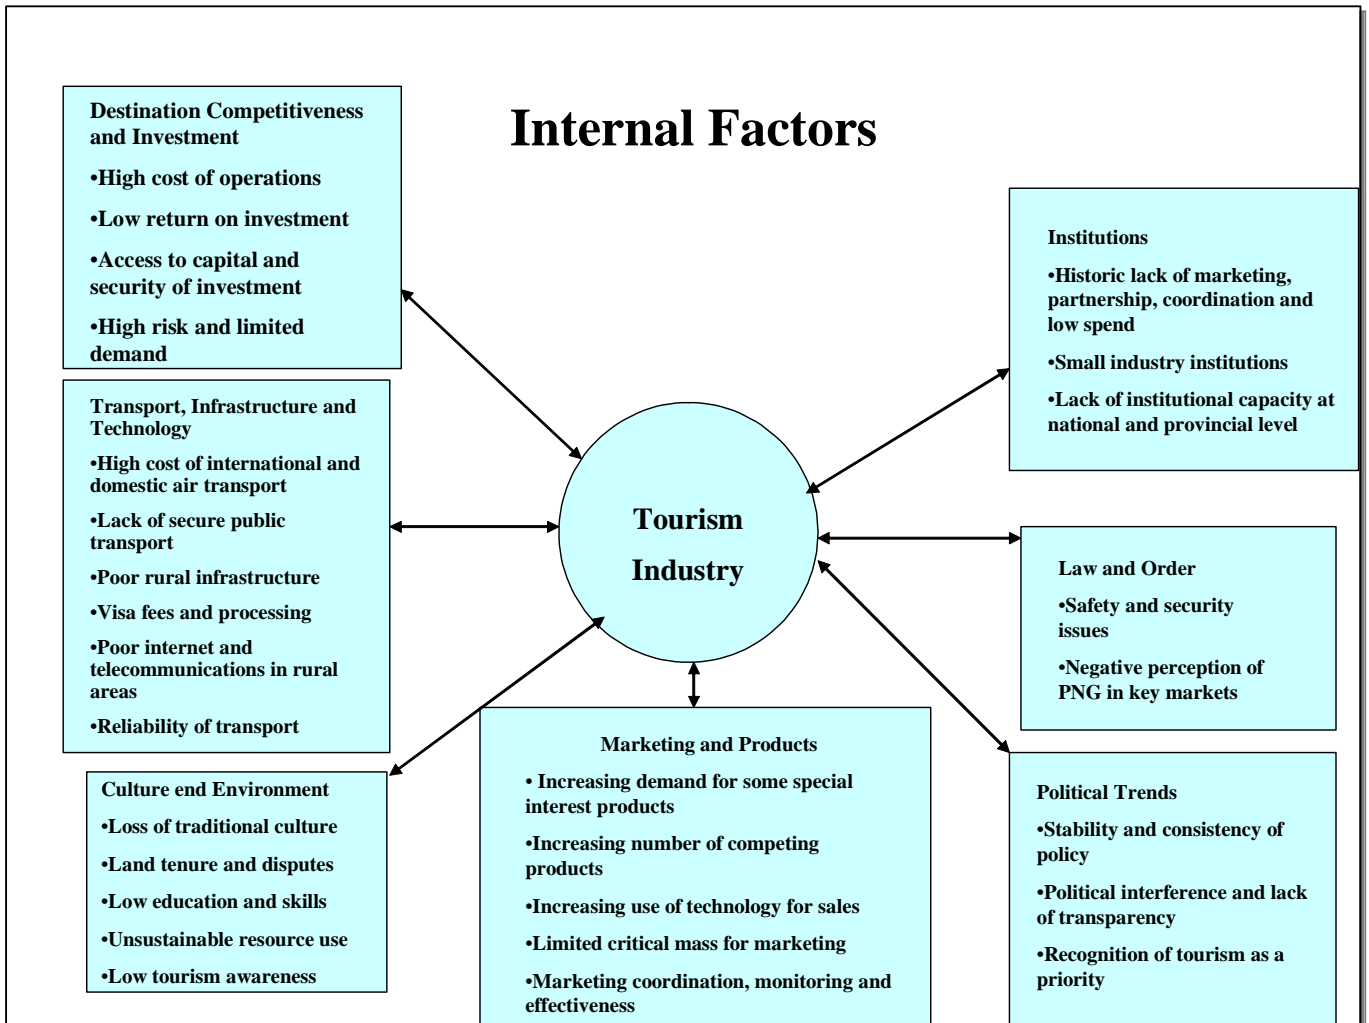 Internal Factors
Destination Competitiveness
and Investment
•High cost of operations
•Low return on investment
•Access to capital and
security of investment
•High risk and limited
demand
Transport, Infrastructure and
Technology
•High cost of international and
domestic air transport
•Lack of secure public
transport
•Poor rural infrastructure
•Visa fees and processing
•Poor internet and
telecommunications in rural
areas
•Reliability of transport
Culture end Environment
•Loss of traditional culture
•Land tenure and disputes
•Low education and skills
•Unsustainable resource use
•Low tourism awareness
Tourism
Industry
Marketing and Products
• Increasing demand for some special
interest products
•Increasing number of competing
products
•Increasing use of technology for sales
•Limited critical mass for marketing
•Marketing coordination, monitoring and
effectiveness
Institutions
•Historic lack of marketing,
partnership, coordination and
low spend
•Small industry institutions
•Lack of institutional capacity at
national and provincial level
Law and Order
•Safety and security
issues
•Negative perception of
PNG in key markets
Political Trends
•Stability and consistency of
policy
•Political interference and lack
of transparency
•Recognition of tourism as a
priority